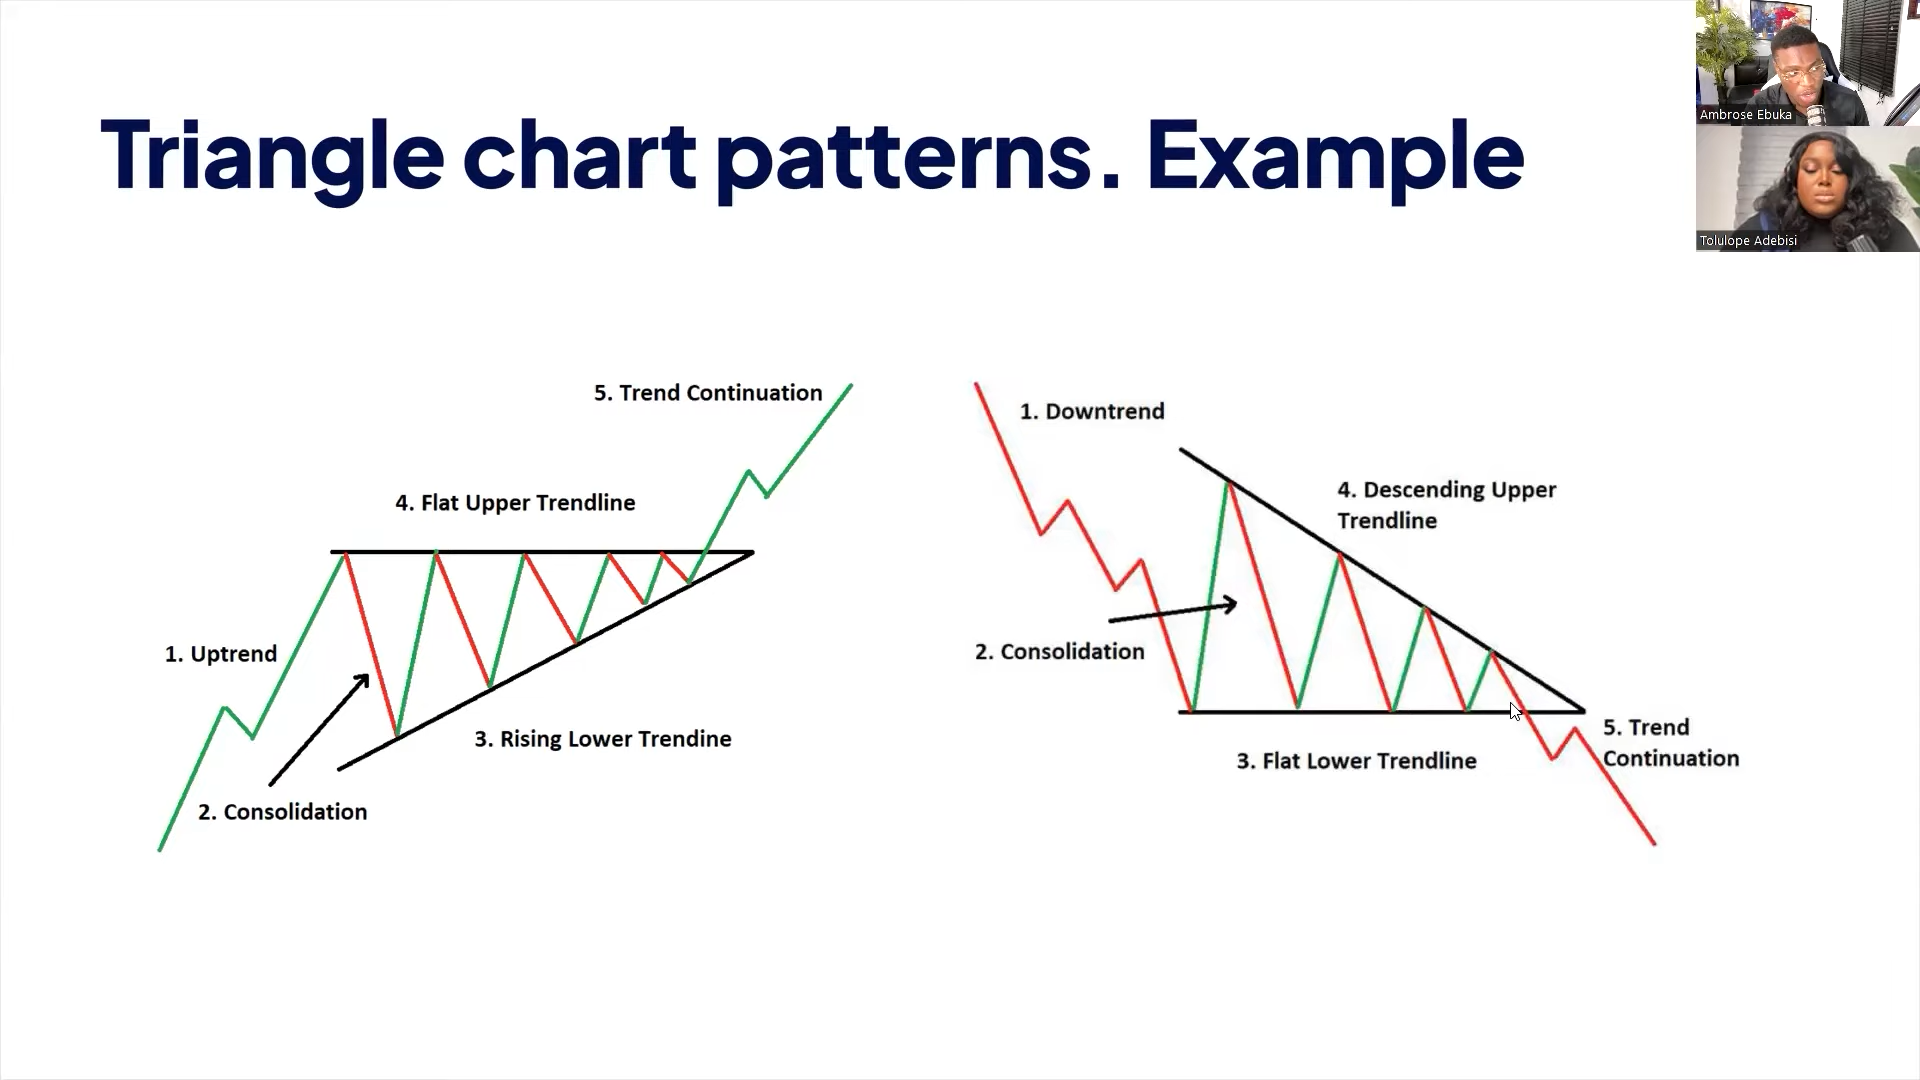 Triangle chart patterns. Example
Ambrose Ebuka
Tolulope Adebisi
5. Trend Continuation
4. Flat Upper Trendline
1. Uptrend
3. Rising Lower Trendine
2. Consolidation
1. Downtrend
4. Descending Upper
Trendline
2. Consolidation
3. Flat Lower Trendline
5. Trend
Continuation